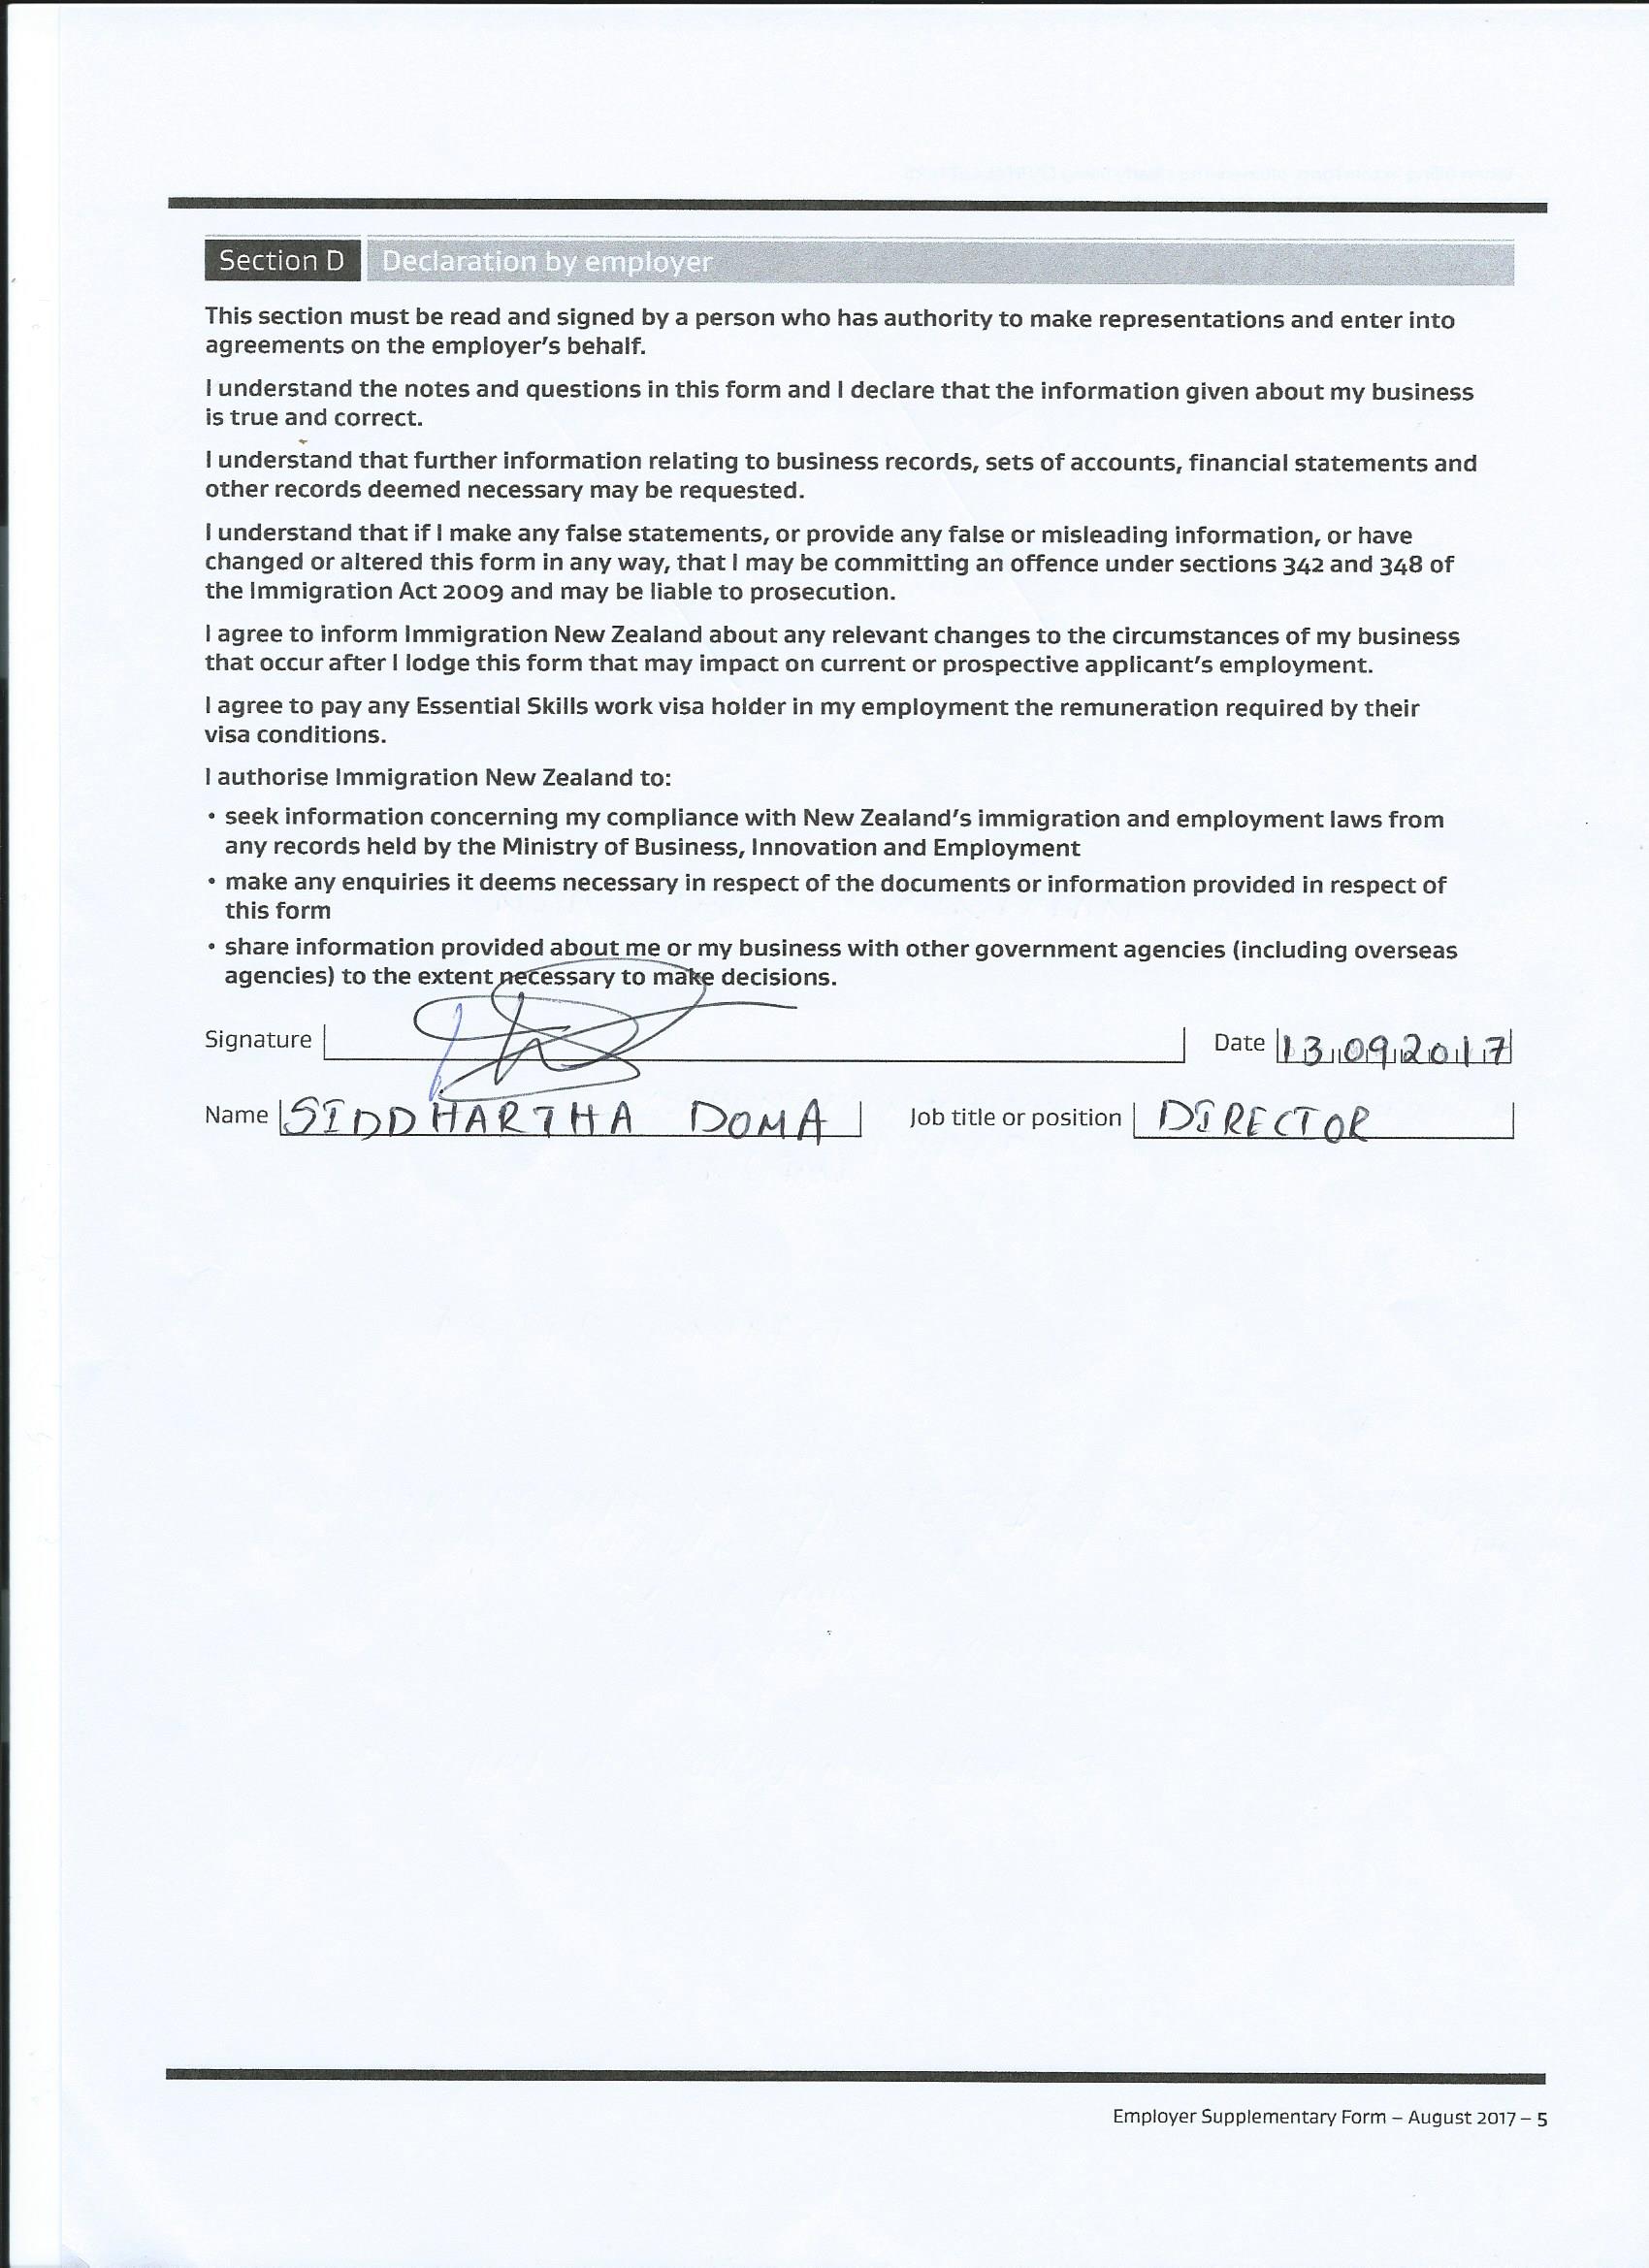 Section D Declaration by employer
This section must be read and signed by a person who has authority to make representations and enter into
agreements on the employer's behalf.
I understand the notes and questions in this form and I declare that the information given about my business
is true and correct.
I understand that further information relating to business records, sets of accounts, financial statements and
other records deemed necessary may be requested.
I understand that if I make any false statements, or provide any false or misleading information, or have
changed or altered this form in any way, that I may be committing an offence under sections 342 and 348 of
the Immigration Act 2009 and may be liable to prosecution.
I agree to inform Immigration New Zealand about any relevant changes to the circumstances of my business
that occur after I lodge this form that may impact on current or prospective applicant's employment.
I agree to pay any Essential Skills work visa holder in my employment the remuneration required by their
visa conditions.
I authorise Immigration New Zealand to:
• seek information concerning my compliance with New Zealand's immigration and employment laws from
any records held by the Ministry of Business, Innovation and Employment
• make any enquiries it deems necessary in respect of the documents or information provided in respect of
this form
• share information provided about me or my business with other government agencies (including overseas
agencies) to the extent necessary to make decisions.
Signature Date 13 09 2017
Name SIDDHARTHA DOMA Job title or position DIRECTOR
Employer Supplementary Form – August 2017 – 5